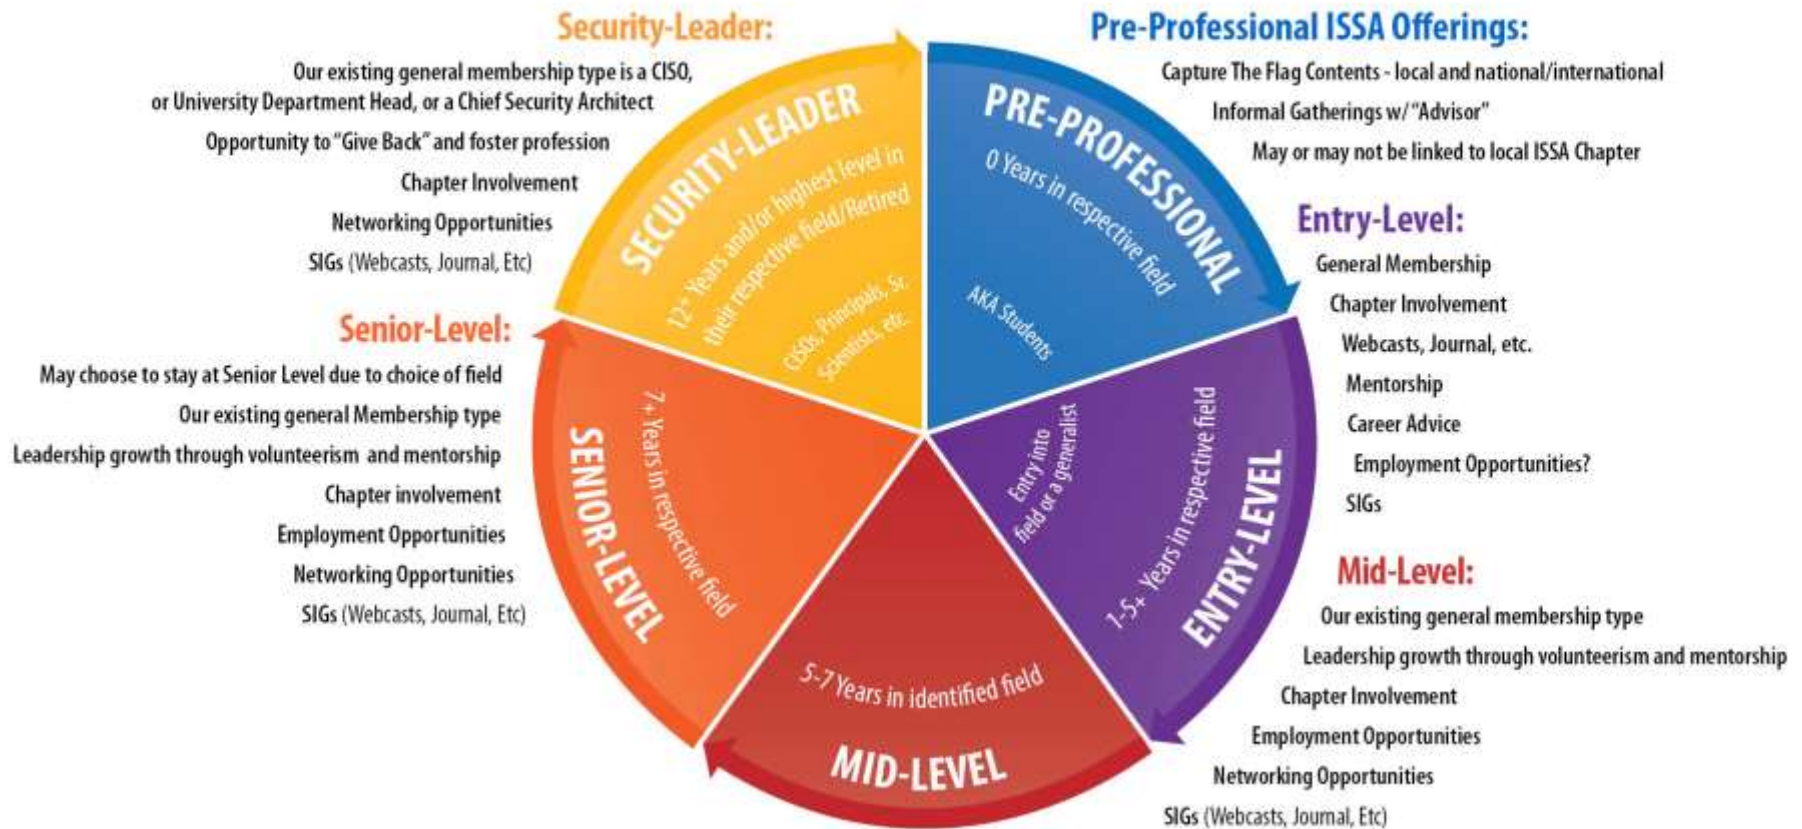 Security-Leader:
Our existing general membership type is a CISO,
or University Department Head, or a Chief Security Architect
Opportunity to "Give Back" and foster profession
Chapter Involvement
Networking Opportunities
SIGs (Webcasts, Journal, Etc)
Senior-Level:
May choose to stay at Senior Level due to choice of field
Our existing general Membership type
Leadership growth through volunteerism and mentorship
Chapter involvement
Employment Opportunities
Networking Opportunities
SIGs (Webcasts, Journal, Etc)
SECURITY-LEADER
12+ Years and/or highest level in
their respective field/Retired
CISOs, Principals, Sr.
Scientists, etc.
PRE-PROFESSIONAL
0 Years in respective field
AKA Students
ENTRY-LEVEL
1-5+ Years in respective field
Entry into
field or a generalist
MID-LEVEL
5-7 Years in identified field
SENIOR-LEVEL
7+ Years in respective field
Pre-Professional ISSA Offerings:
Capture The Flag Contents - local and national/international
Informal Gatherings w/ "Advisor"
May or may not be linked to local ISSA Chapter
Entry-Level:
General Membership
Chapter Involvement
Webcasts, Journal, etc.
Mentorship
Career Advice
Employment Opportunities?
SIGs
Mid-Level:
Our existing general membership type
Leadership growth through volunteerism and mentorship
Chapter Involvement
Employment Opportunities
Networking Opportunities
SIGs (Webcasts, Journal, Etc)